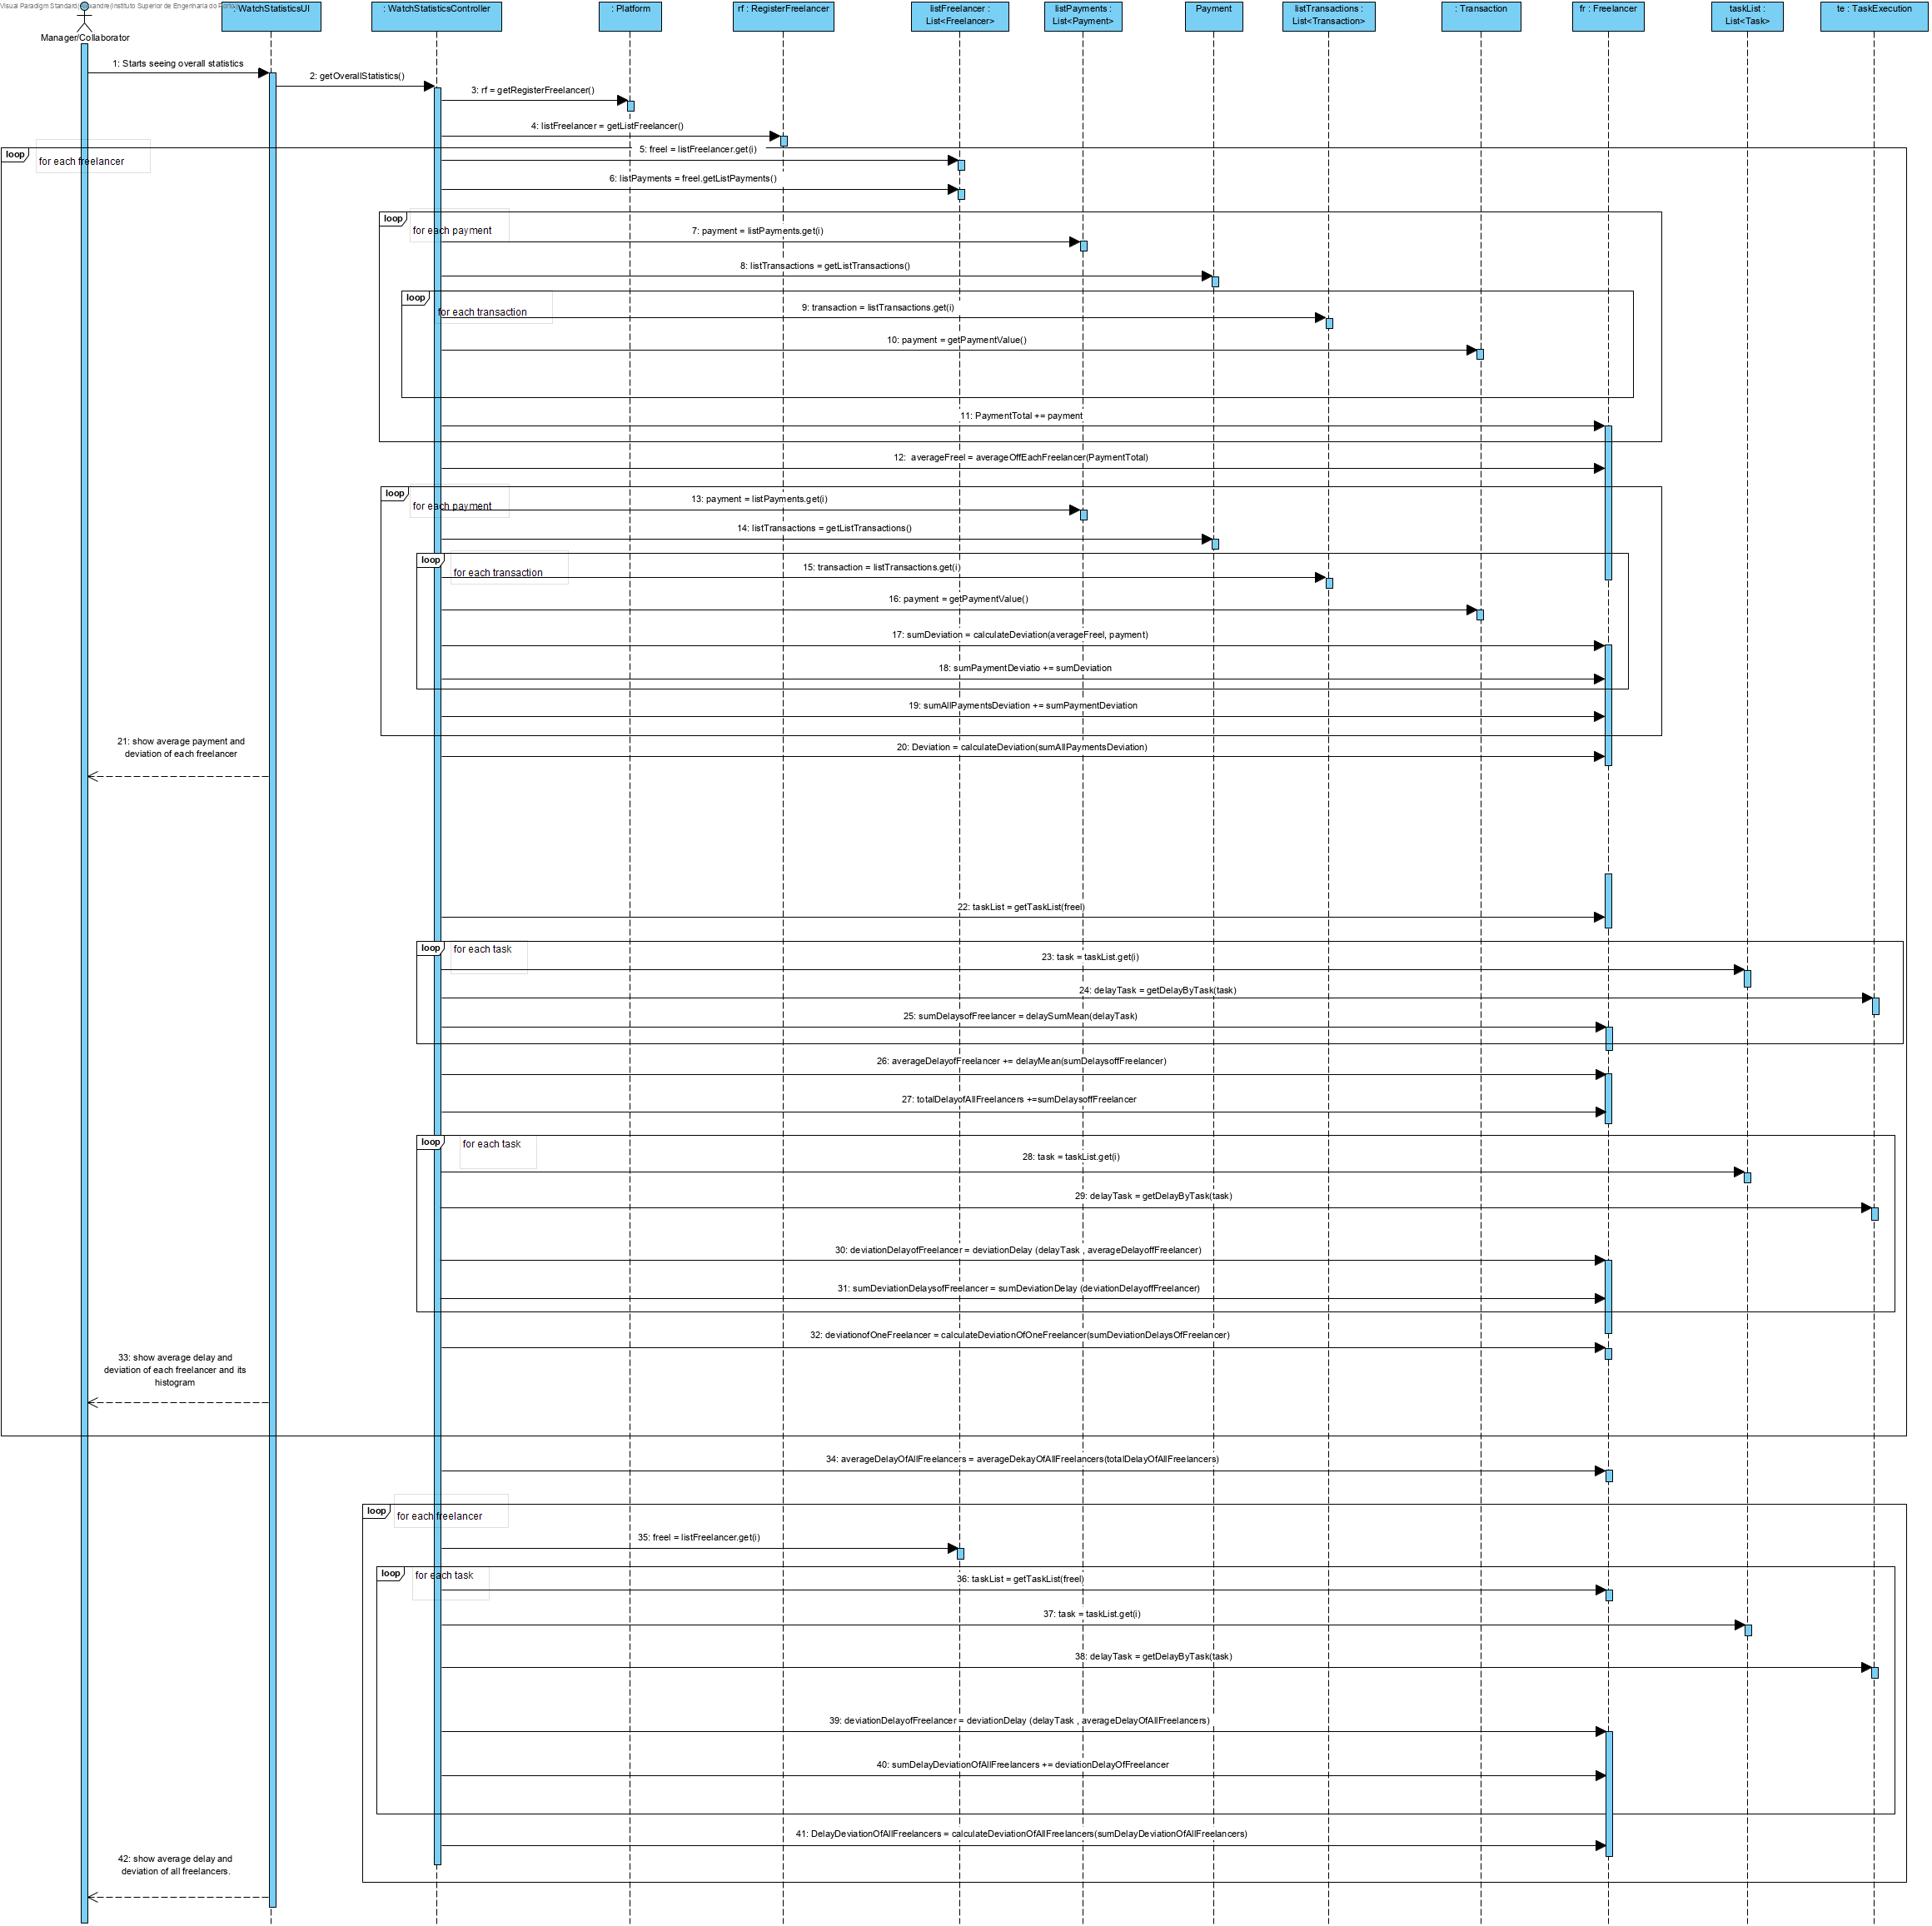 Visual Paradigm Standard(
Manager/Collaborator
: WatchStatisticsUI
: WatchStatisticsController
: Platform
rf : RegisterFreelancer
listFreelancer :
List<Freelancer>
listPayments :
List<Payment>
Payment
listTransactions :
List<Transaction>
: Transaction
fr : Freelancer
taskList :
List<Task>
te : TaskExecution
1: Starts seeing overall statistics
2: getOverallStatistics()
3: rf = getRegisterFreelancer()
4: listFreelancer = getListFreelancer()
loop
for each freelancer
5: freel = listFreelancer.get(i)
6: listPayments = freel.getListPayments()
loop
for each payment
7: payment = listPayments.get(i)
8: listTransactions = getListTransactions()
loop
for each transaction
9: transaction = listTransactions.get(i)
10: payment = getPaymentValue()
11: PaymentTotal += payment
12: averageFreel = averageOffEachFreelancer(PaymentTotal)
loop
for each payment
13: payment = listPayments.get(i)
14: listTransactions = getListTransactions()
loop
for each transaction
15: transaction = listTransactions.get(i)
16: payment = getPaymentValue()
17: sumDeviation = calculateDeviation(averageFreel, payment)
18: sumPaymentDeviatio += sumDeviation
19: sumAllPaymentsDeviation += sumPaymentDeviation
20: Deviation = calculateDeviation(sumAllPaymentsDeviation)
21: show average payment and
deviation of each freelancer
22: taskList = getTaskList(freel)
loop
for each task
23: task = taskList.get(i)
24: delayTask = getDelayByTask(task)
25: sumDelaysofFreelancer = delaySumMean(delayTask)
26: averageDelayofFreelancer += delayMean(sumDelaysoffFreelancer)
27: totalDelayofAllFreelancers +=sumDelaysoffFreelancer
loop
for each task
28: task = taskList.get(i)
29: delayTask = getDelayByTask(task)
30: deviationDelayofFreelancer = deviationDelay (delayTask , averageDelayoffFreelancer)
31: sumDeviationDelaysofFreelancer = sumDeviationDelay (deviationDelayoffFreelancer)
32: deviationofOneFreelancer = calculateDeviationOfOneFreelancer(sumDeviationDelaysOfFreelancer)
33: show average delay and
deviation of each freelancer and its
histogram
34: averageDelayOfAllFreelancers = averageDekayOfAllFreelancers(totalDelayOfAllFreelancers)
loop
for each freelancer
35: freel = listFreelancer.get(i)
loop
for each task
36: taskList = getTaskList(freel)
37: task = taskList.get(i)
38: delayTask = getDelayByTask(task)
39: deviationDelayofFreelancer = deviationDelay (delayTask , averageDelayOfAllFreelancers)
40: sumDelayDeviationOfAllFreelancers += deviationDelayOfFreelancer
41: DelayDeviationOfAllFreelancers = calculateDeviationOfAllFreelancers(sumDelayDeviationOfAllFreelancers)
42: show average delay and
deviation of all freelancers.